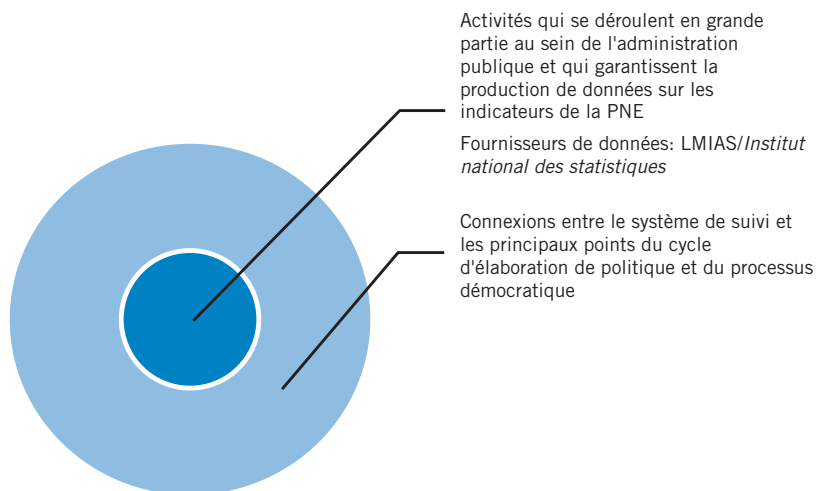 Activités qui se déroulent en grande
partie au sein de l'administration
publique et qui garantissent la
production de données sur les
indicateurs de la PNE
Fournisseurs de données: LMIAS/Institut
national des statistiques
Connexions entre le système de suivi et
les principaux points du cycle
d'élaboration de politique et du processus
démocratique